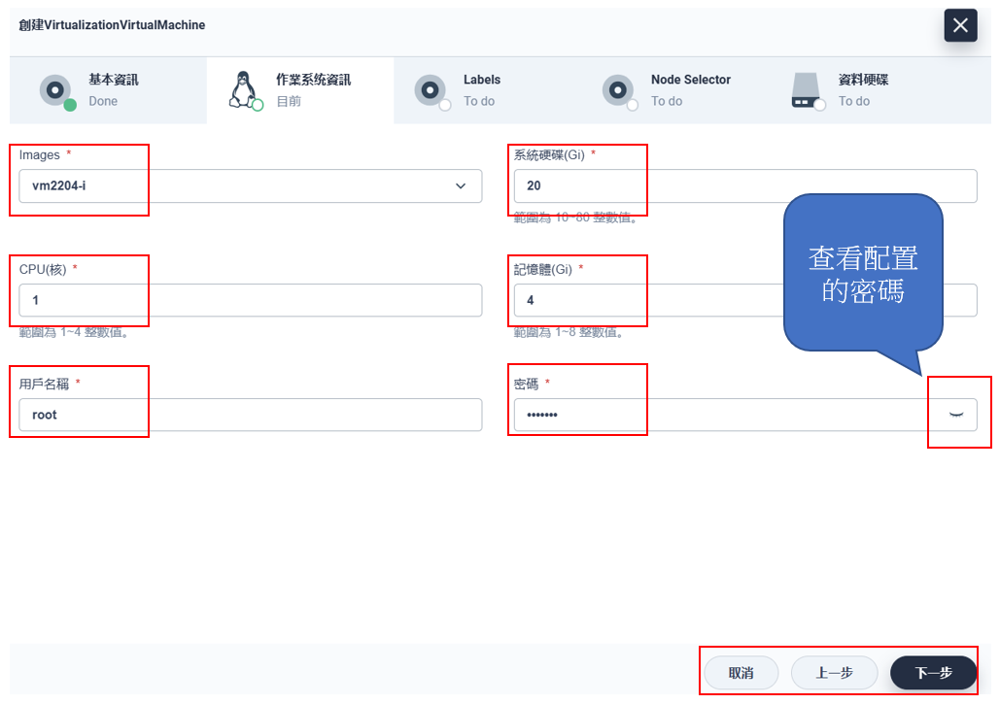 創建VirtualizationVirtualMachine
基本資訊
Done
作業系统資訊
目前
Labels
To do
Node Selector
To do
資料硬碟
To do
Images *
vm2204-i
系統硬碟(Gi) *
20
範圍為 10~80 整數值。
CPU(核) *
1
範圍為 1~4 整數值。
記憶體(Gi) *
4
範圍為 1~8 整數值。
查看配置
的密碼
用戶名稱 *
root
密碼 *
•••••••
取消
上一步
下一步